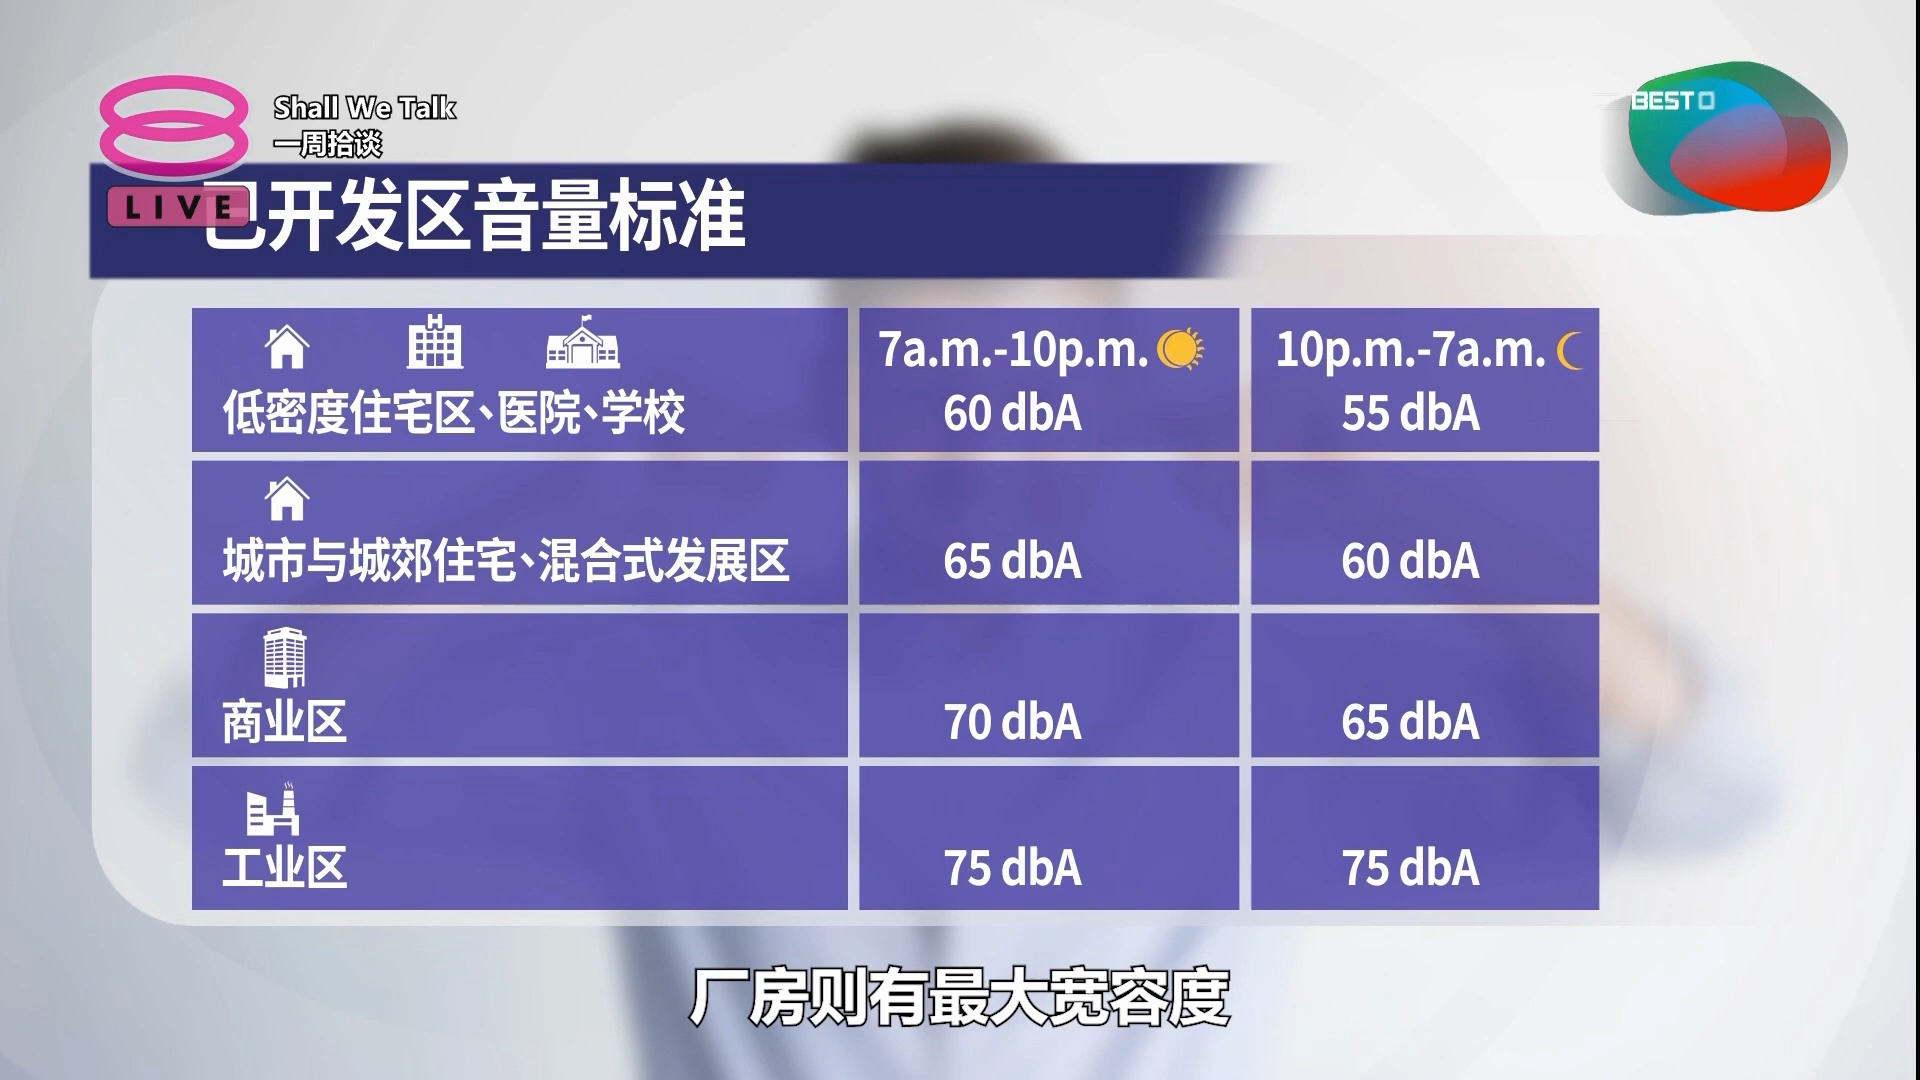 Shall We Talk
一周拾谈
LIVE
BEST
已开发区音量标准
7a.m.-10p.m.
10p.m.-7a.m.
低密度住宅区、医院、学校
60 dbA
55 dbA
城市与城郊住宅、混合式发展区
65 dbA
60 dbA
商业区
70 dbA
65 dbA
工业区
75 dbA
75 dbA
厂房则有最大宽容度